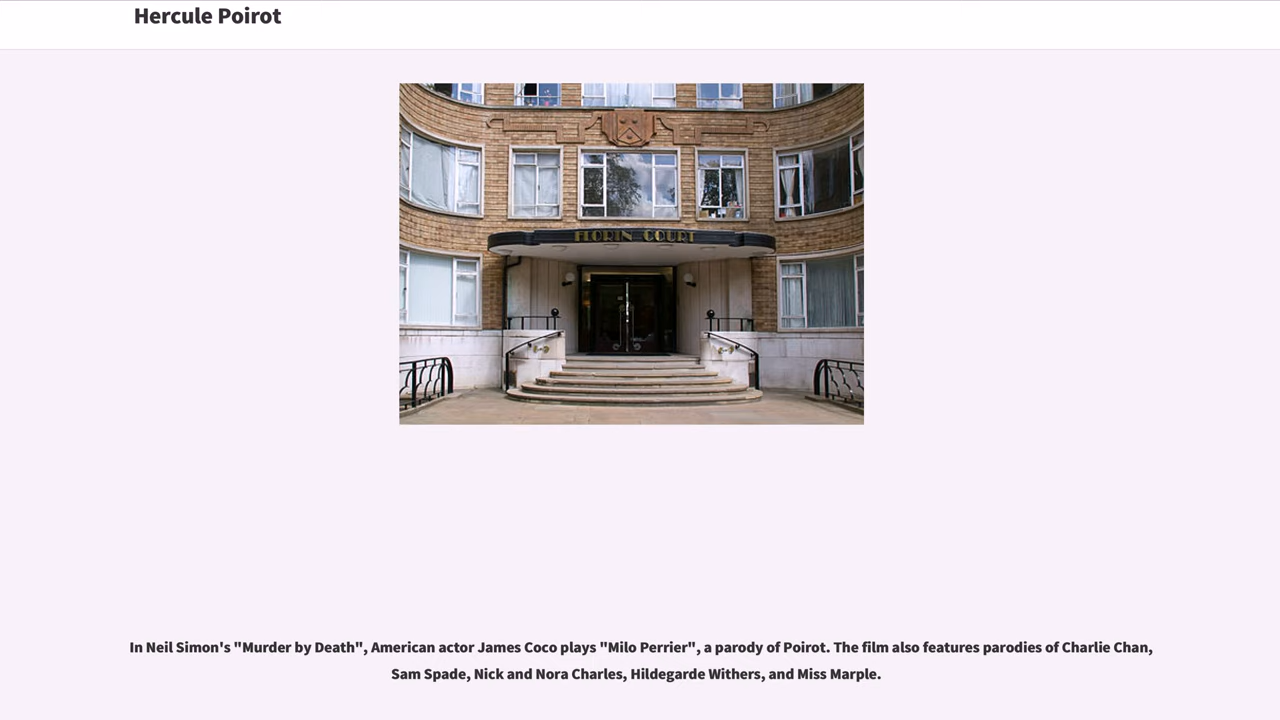 Hercule Poirot
FLORIN COURT
In Neil Simon's "Murder by Death", American actor James Coco plays "Milo Perrier", a parody of Poirot. The film also features parodies of Charlie Chan,
Sam Spade, Nick and Nora Charles, Hildegarde Withers, and Miss Marple.